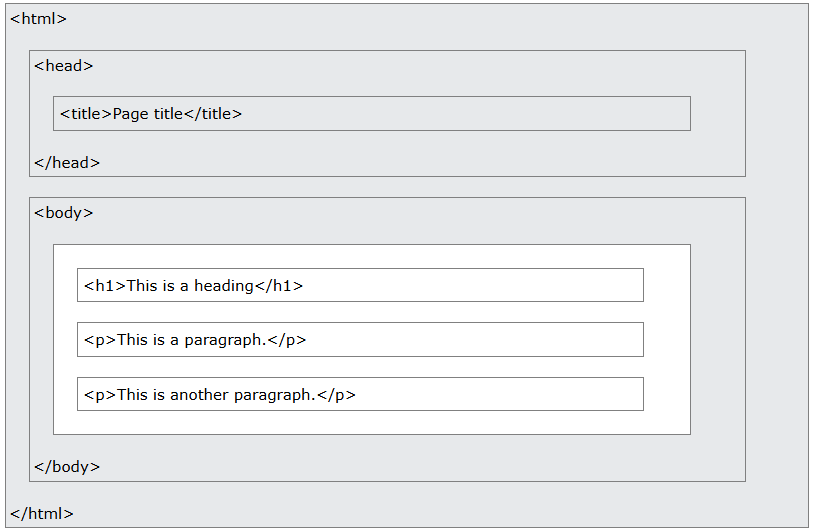 <html>
<head>
<title>Page title</title>
</head>
<body>
<h1>This is a heading</h1>
<p>This is a paragraph.</p>
<p>This is another paragraph.</p>
</body>
</html>